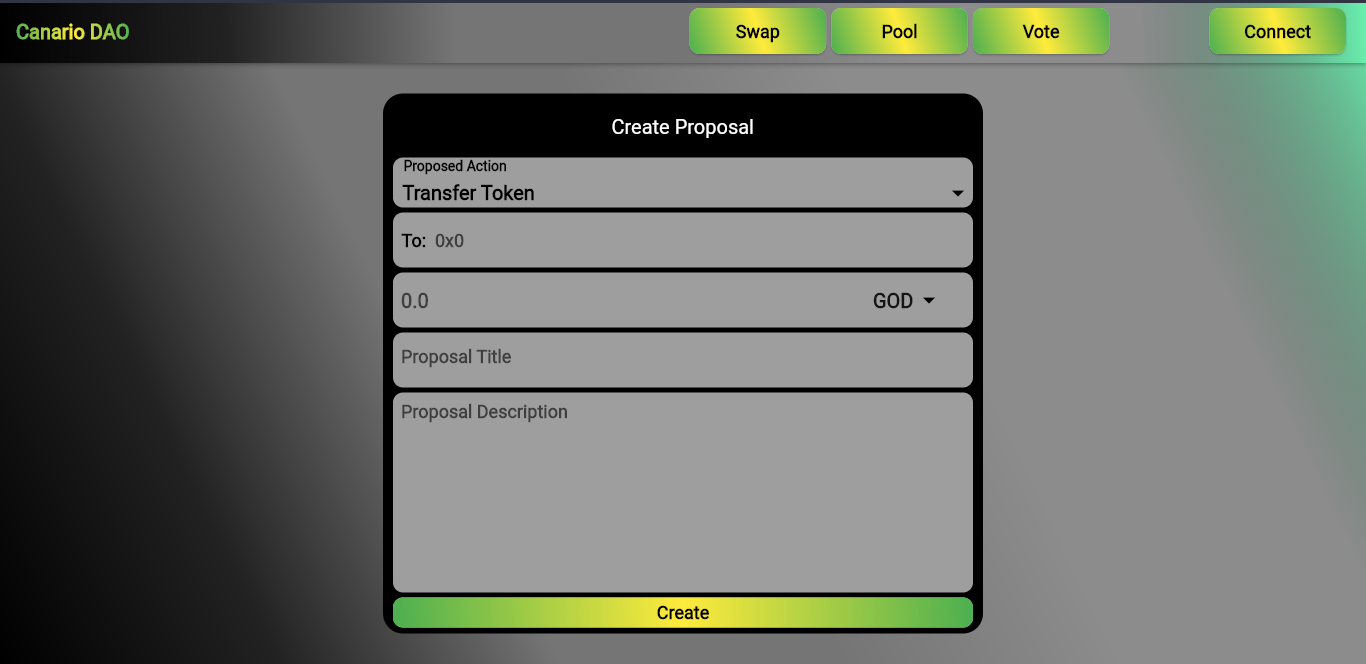 Canario DAO
Swap
Pool
Vote
Connect
Create Proposal
Proposed Action
Transfer Token
To: 0x0
0.0
GOD
Proposal Title
Proposal Description
Create